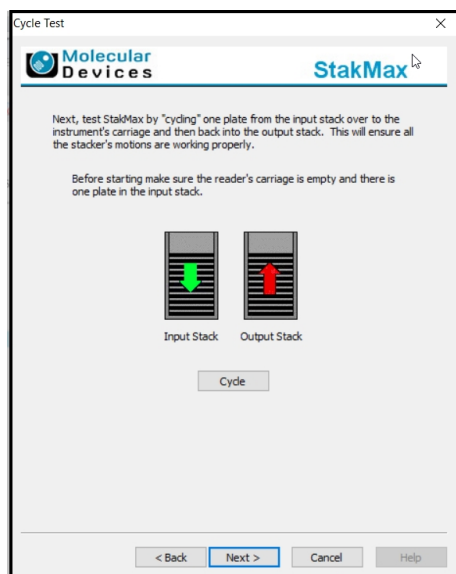 Cycle Test
Molecular
Devices
StakMax
Next, test StakMax by "cycling" one plate from the input stack over to the
instrument's carriage and then back into the output stack. This will ensure all
the stacker's motions are working properly.
Before starting make sure the reader's carriage is empty and there is
one plate in the input stack.
Input Stack Output Stack
Cycle
< Back Next > Cancel Help